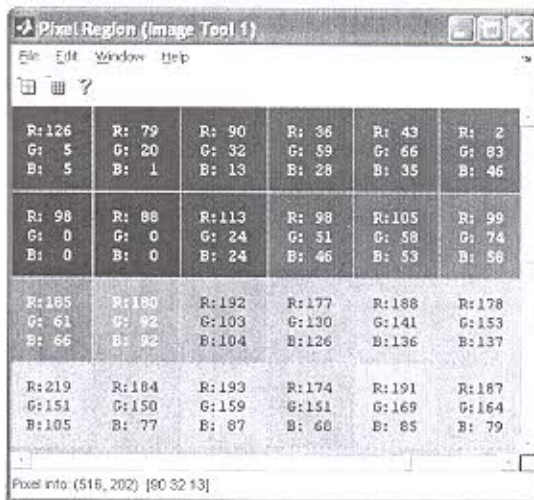 Pixel Region (Image Tool 1)
File Edit Window Help
?
R:126 R: 79 R: 90 R: 36 R: 43 R: 2
G: 5 G: 20 G: 32 G: 59 G: 66 G: 83
B: 5 B: 1 B: 13 B: 28 B: 35 B: 46
R: 98 R: 88 R:113 R: 98 R:105 R: 99
G: 0 G: 0 G: 24 G: 51 G: 58 G: 74
B: 0 B: 0 B: 24 B: 46 B: 53 B: 58
R:185 R:180 R:192 R:177 R:188 R:178
G: 61 G: 92 G:103 G:130 G:141 G:153
B: 66 B: 92 B:104 B:126 B:136 B:137
R:219 R:184 R:193 R:174 R:191 R:187
G:151 G:150 G:159 G:151 G:169 G:164
B:105 B: 77 B: 87 B: 68 B: 85 B: 79
Pixel info: (516, 202) [90 32 13]